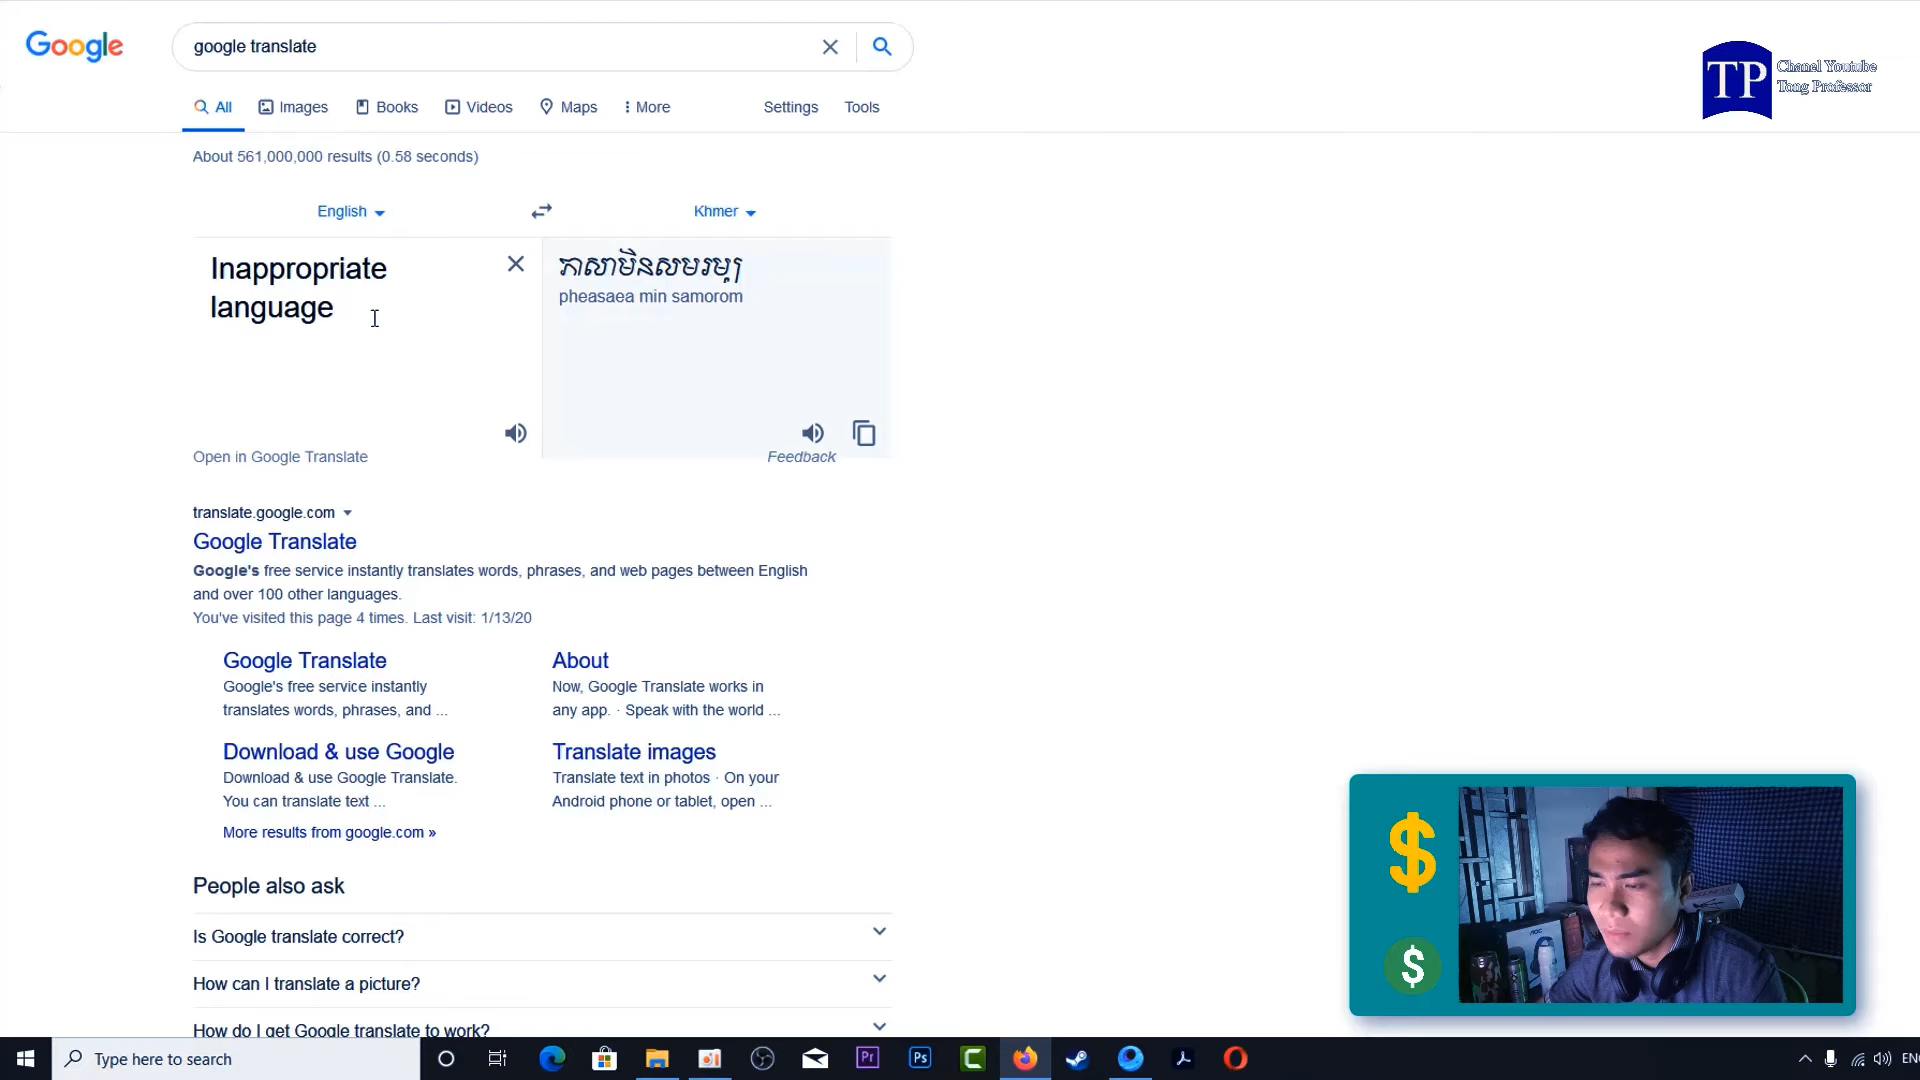 Google
google translate
All Images Books Videos Maps More Settings Tools
TP Chanel Youtube
Tong Professor
About 561,000,000 results (0.58 seconds)
English Khmer
Inappropriate
language
ភាសាមិនសមរម្យ
pheasaea min samorom
Open in Google Translate Feedback
translate.google.com
Google Translate
Google's free service instantly translates words, phrases, and web pages between English
and over 100 other languages.
You've visited this page 4 times. Last visit: 1/13/20
Google Translate
Google's free service instantly
translates words, phrases, and ...
About
Now, Google Translate works in
any app. · Speak with the world ...
Download & use Google
Download & use Google Translate.
You can translate text ...
Translate images
Translate text in photos · On your
Android phone or tablet, open ...
More results from google.com »
People also ask
Is Google translate correct?
How can I translate a picture?
How do I get Google translate to work?
$
$
AOC
Type here to search
Pr
Ps
C
ENG